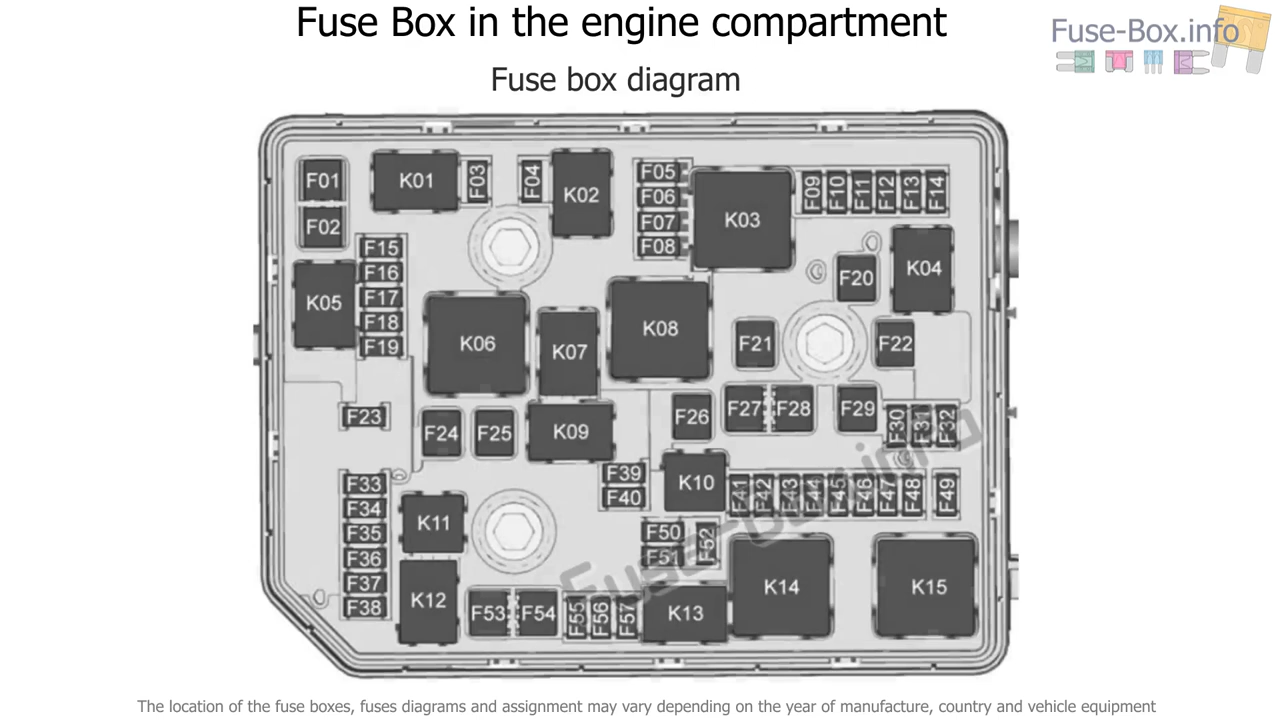 Fuse Box in the engine compartment
Fuse-Box.info
Fuse box diagram
F01 K01 F03 F04 K02 F05 K03 F09 F10 F11 F12 F13 F14
F06
F02 F07
F15 F08 K04
F16 F20
K05 F17
F18 K06 K07 K08 F21 F22
F19
F23 F24 F25 K09 F26 F27 F28 F29 F30 F31 F32
F33 F39 K10 F41 F42 F43 F44 F45 F46 F47 F48 F49
F34 F40
F35 K11 F50 F52
F36 F51
F37 K12 K14 K15
F38 F53 F54 F55 F56 F57 K13
Fuse-Box.info
The location of the fuse boxes, fuses diagrams and assignment may vary depending on the year of manufacture, country and vehicle equipment